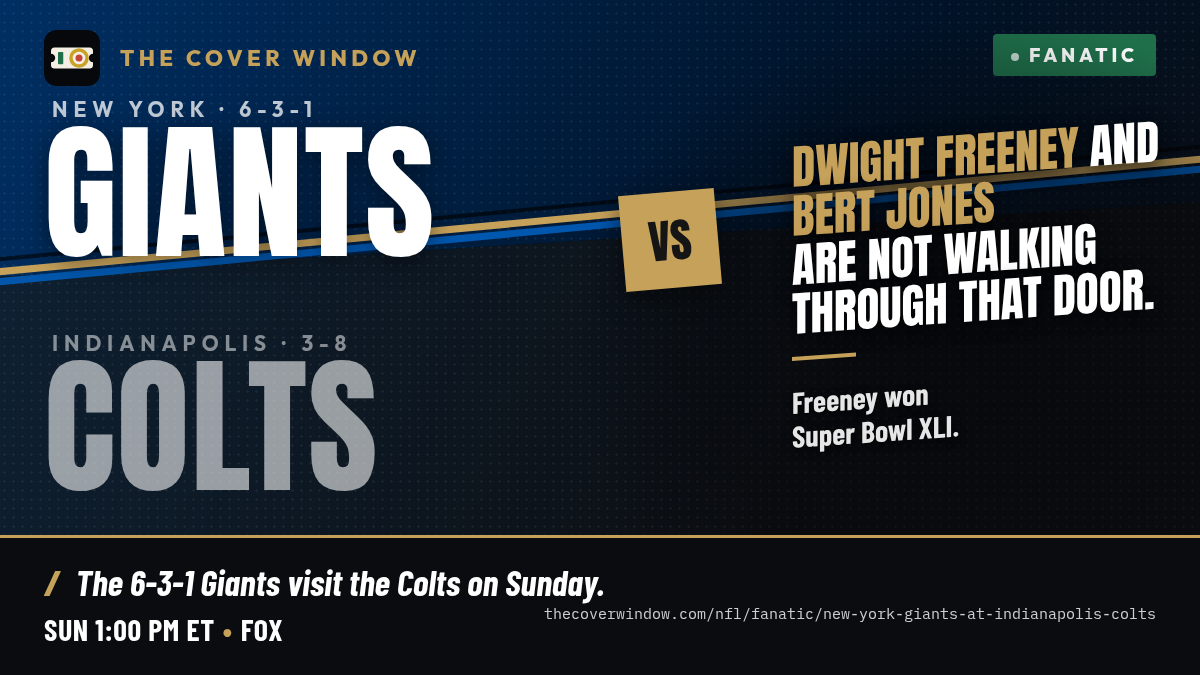 THE COVER WINDOW
FANATIC
NEW YORK · 6-3-1
GIANTS
VS
INDIANAPOLIS · 3-8
COLTS
DWIGHT FREENEY AND
BERT JONES
ARE NOT WALKING
THROUGH THAT DOOR.
Freeney won
Super Bowl XLI.
/ The 6-3-1 Giants visit the Colts on Sunday.
SUN 1:00 PM ET • FOX
thecoverwindow.com/nfl/fanatic/new-york-giants-at-indianapolis-colts